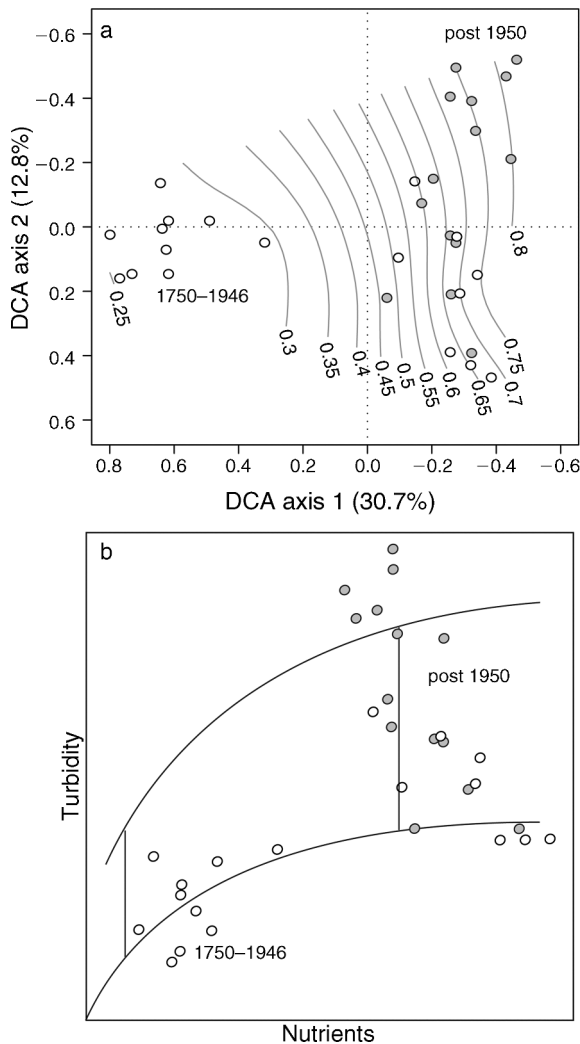 a
post 1950
−0.6
−0.4
−0.2
0.0
0.2
0.4
0.6
DCA axis 2 (12.8%)
1750–1946
0.25
0.3
0.35
0.4
0.45
0.5
0.55
0.6
0.65
0.7
0.75
0.8
0.8 0.6 0.4 0.2 0.0 −0.2 −0.4 −0.6
DCA axis 1 (30.7%)
b
post 1950
Turbidity
1750–1946
Nutrients